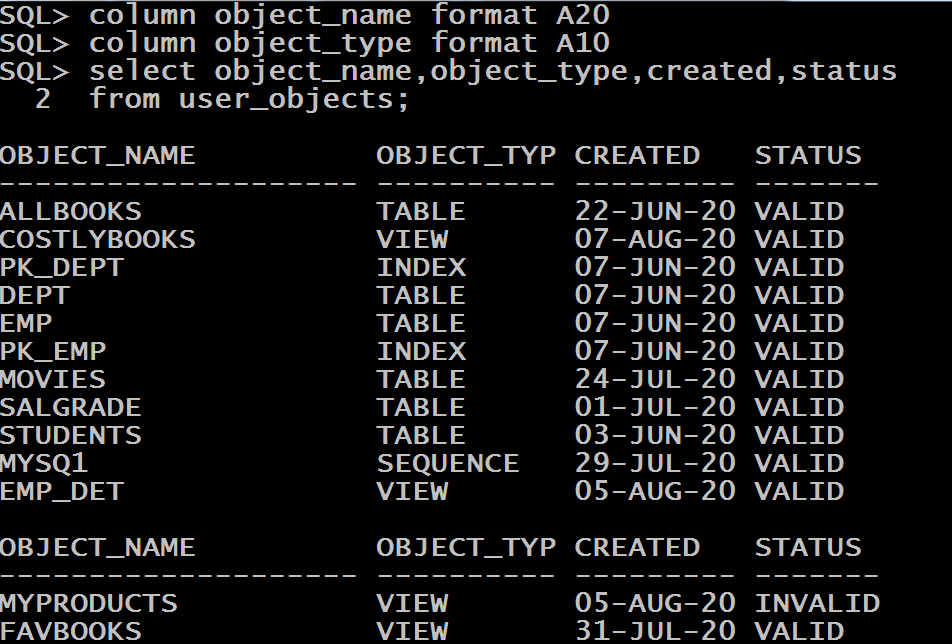 SQL> column object_name format A20
SQL> column object_type format A10
SQL> select object_name,object_type,created,status
  2  from user_objects;
OBJECT_NAME          OBJECT_TYP CREATED   STATUS
-------------------- ---------- --------- -------
ALLBOOKS             TABLE      22-JUN-20 VALID
COSTLYBOOKS          VIEW       07-AUG-20 VALID
PK_DEPT              INDEX      07-JUN-20 VALID
DEPT                 TABLE      07-JUN-20 VALID
EMP                  TABLE      07-JUN-20 VALID
PK_EMP               INDEX      07-JUN-20 VALID
MOVIES               TABLE      24-JUL-20 VALID
SALGRADE             TABLE      01-JUL-20 VALID
STUDENTS             TABLE      03-JUN-20 VALID
MYSQ1                SEQUENCE   29-JUL-20 VALID
EMP_DET              VIEW       05-AUG-20 VALID
OBJECT_NAME          OBJECT_TYP CREATED   STATUS
-------------------- ---------- --------- -------
MYPRODUCTS           VIEW       05-AUG-20 INVALID
FAVBOOKS             VIEW       31-JUL-20 VALID